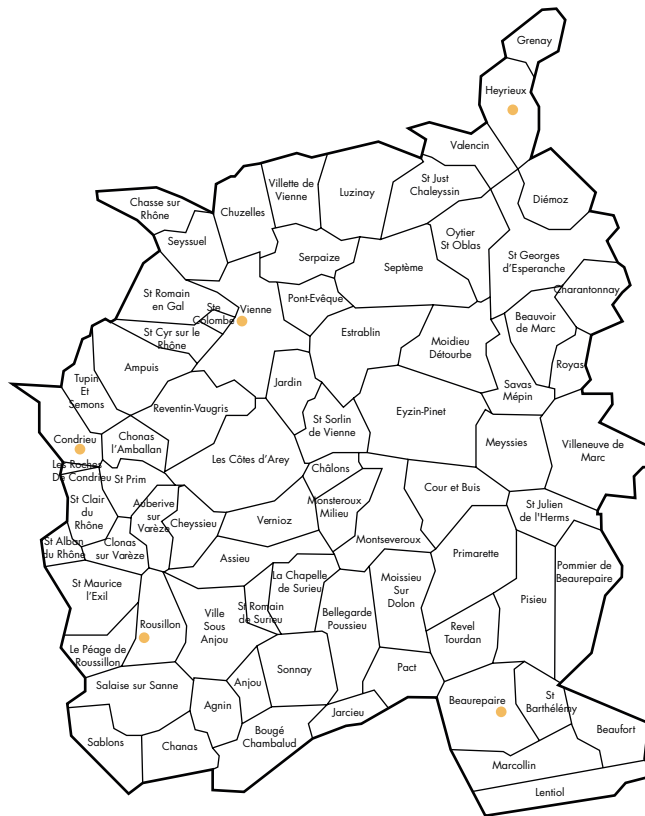 Grenay
Heyrieux
Valencin
Villette de
Vienne
Luzinay
St Just
Chaleyssin
Diémoz
Chasse sur
Rhône
Chuzelles
Seyssuel
Oytier
St Oblas
Serpaize
Septème
St Georges
d'Esperanche
Charantonnay
St Romain
en Gal
Ste
Colombe
Vienne
Pont-Evêque
Beauvoir
de Marc
St Cyr sur le
Rhône
Estrablin
Moidieu
Détourbe
Royas
Ampuis
Tupin
Et
Semons
Jardin
Savas
Mépin
Reventin-Vaugris
St Sorlin
de Vienne
Eyzin-Pinet
Condrieu
Chonas
l'Amballan
Meyssies
Villeneuve de
Marc
Les Côtes d'Arey
Les Roches
De Condrieu
St Prim
Châlons
Cour et Buis
St Clair
du
Rhône
Auberive
sur
Varèze
Cheyssieu
Vernioz
Monsteroux
Milieu
St Julien
de l'Herms
St Alban
du Rhône
Clonas
sur Varèze
Assieu
Montseveroux
Primarette
Pommier de
Beaurepaire
St Maurice
l'Exil
La Chapelle
de Surieu
Moissieu
Sur
Dolon
Pisieu
Rousillon
Ville
Sous
Anjou
St Romain
de Surieu
Bellegarde
Poussieu
Revel
Tourdan
Le Péage de
Roussillon
Salaise sur Sanne
Anjou
Sonnay
Pact
Agnin
Beaurepaire
St
Barthélémy
Jarcieu
Bougé
Chambalud
Sablons
Chanas
Beaufort
Marcollin
Lentiol